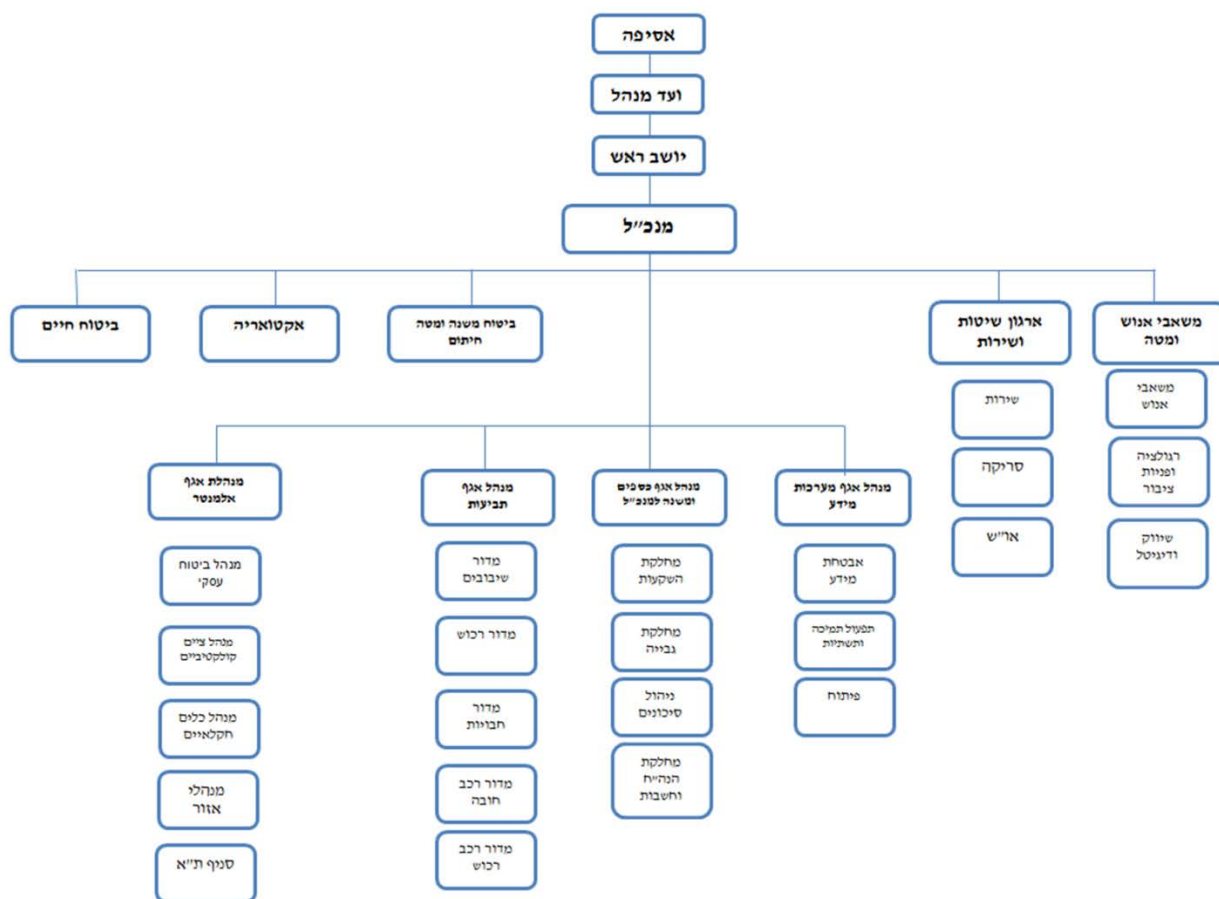 אסיפה
ועד מנהל
יושב ראש
מנכ"ל
משאבי אנוש
ומטה
ארגון שיטות
ושירות
ביטוח משנה ומטה
חיתום
אקטואריה
ביטוח חיים
משאבי
אנוש
רגולציה
ופניות
ציבור
שיווק
ודיגיטל
שירות
סריקה
או"ש
מנהל אגף מערכות
מידע
אבטחת
מידע
תפעול תמיכה
ותשתיות
פיתוח
מנהל אגף כספים
ומשנה למנכ"ל
מחלקת
השקעות
מחלקת
גבייה
ניהול
סיכונים
מחלקת
הנה"ח
וחשבות
מנהל אגף
תביעות
מדור
שיבובים
מדור רכוש
מדור
חבויות
מדור רכב
חובה
מדור רכב
רכוש
מנהלת אגף
אלמנטר
מנהל ביטוח
עסקי
מנהל ציים
קולקטיביים
מנהל כלים
חקלאיים
מנהלי
אזור
סניף ת"א